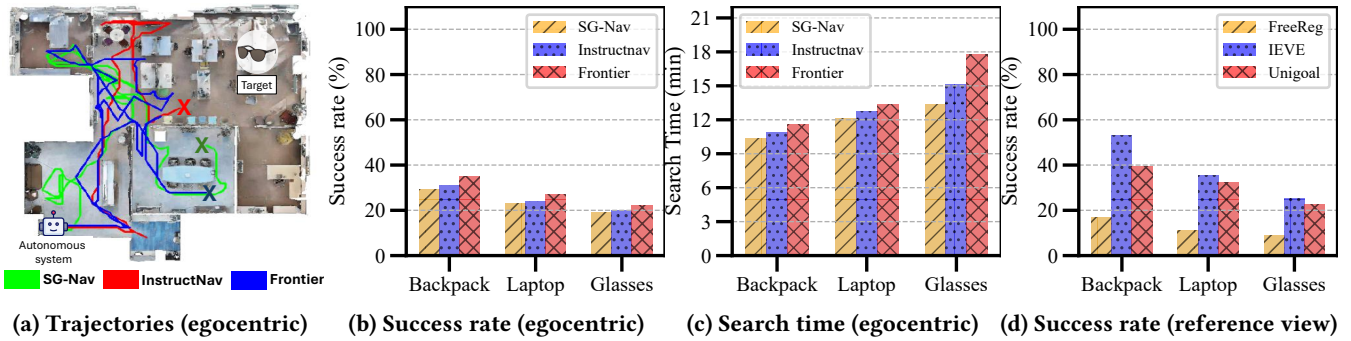 Target
X
X
X
Autonomous
system
SG-Nav
InstructNav
Frontier
(a) Trajectories (egocentric)
Success rate (%)
100
80
60
40
20
0
SG-Nav
Instructnav
Frontier
Backpack
Laptop
Glasses
(b) Success rate (egocentric)
Search Time (min)
21
18
15
12
9
6
3
0
SG-Nav
Instructnav
Frontier
Backpack
Laptop
Glasses
(c) Search time (egocentric)
Success rate (%)
100
80
60
40
20
0
FreeReg
IEVE
Unigoal
Backpack
Laptop
Glasses
(d) Success rate (reference view)